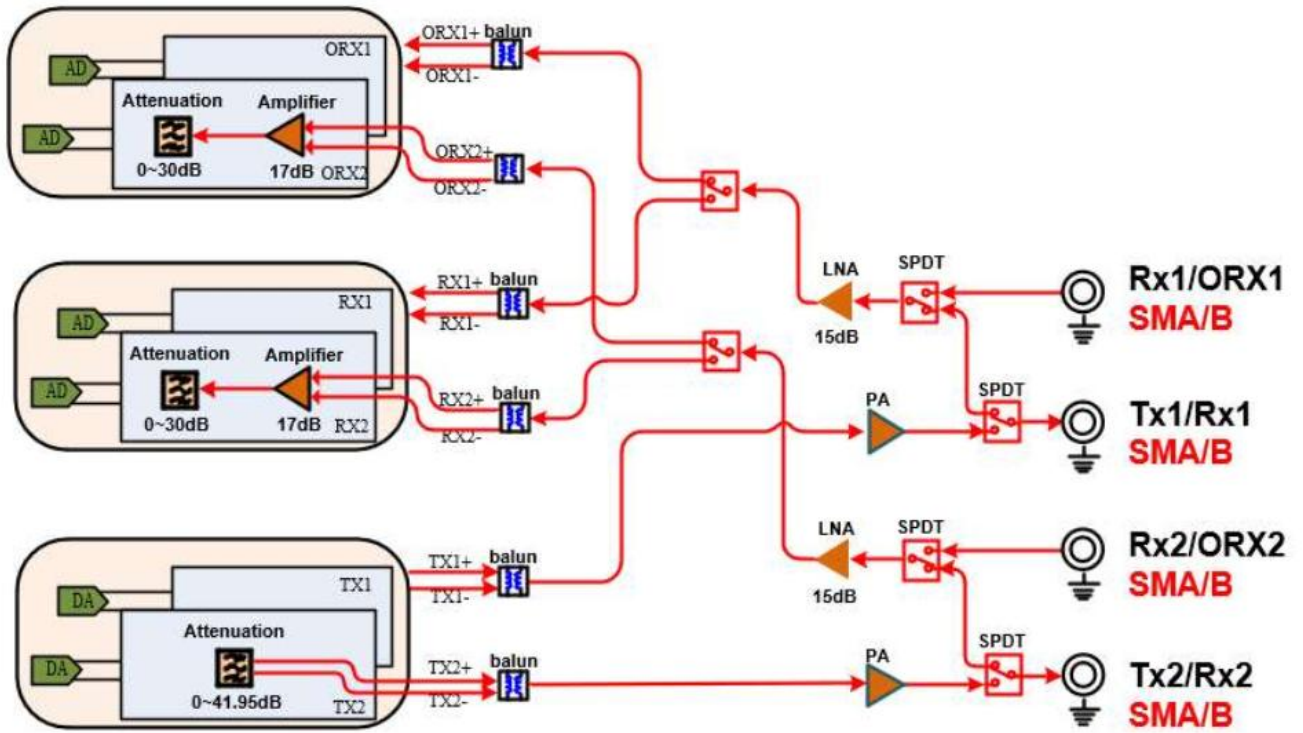 ORX1+ balun
ORX1
AD
ORX1-
Attenuation Amplifier
AD
ORX2+
0~30dB 17dB ORX2
ORX2-
LNA SPDT
Rx1/ORX1
SMA/B
15dB
RX1+ balun
RX1
AD
RX1-
Attenuation Amplifier
AD
RX2+ balun
0~30dB 17dB RX2
RX2-
PA SPDT
Tx1/Rx1
SMA/B
LNA SPDT
Rx2/ORX2
SMA/B
15dB
TX1+ balun
TX1
DA
TX1-
Attenuation
DA
TX2+ balun
0~41.95dB TX2
TX2-
PA SPDT
Tx2/Rx2
SMA/B